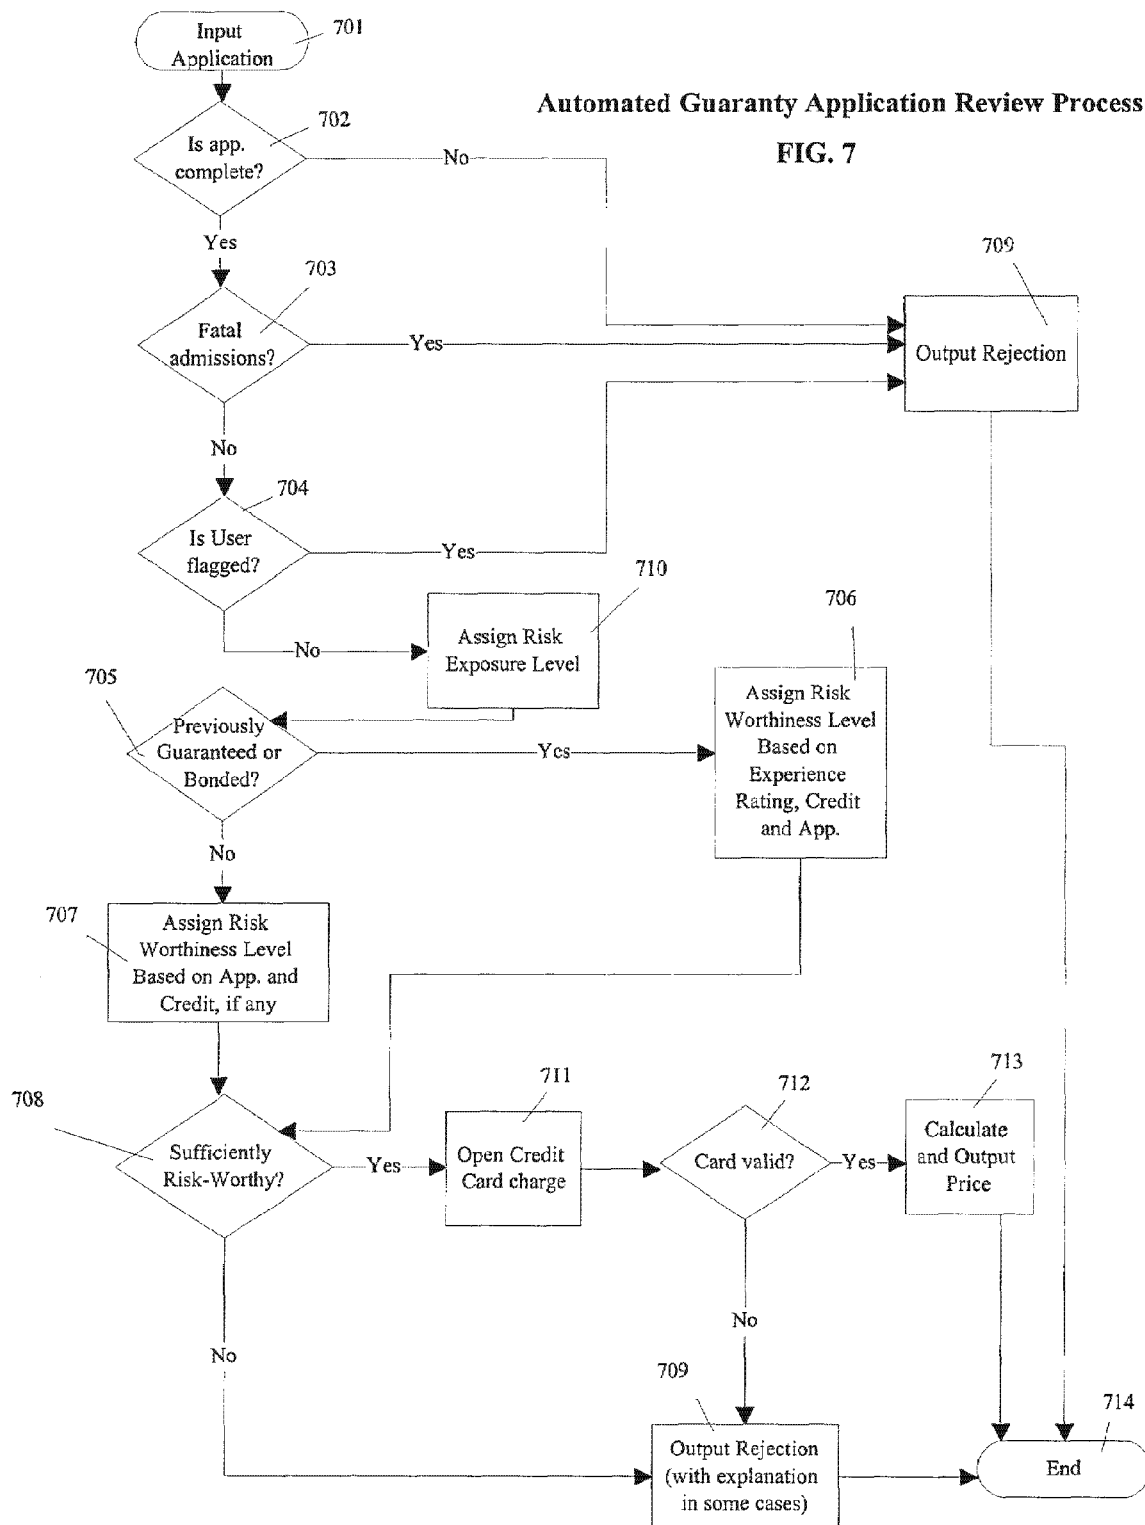 Input
Application
701
Automated Guaranty Application Review Process
FIG. 7
702
Is app.
complete?
No
Yes
703
709
Fatal
admissions?
Yes
Output Rejection
No
704
Is User
flagged?
Yes
710
706
No
Assign Risk
Exposure Level
705
Previously
Guaranteed or
Bonded?
Yes
Assign Risk
Worthiness Level
Based on
Experience
Rating, Credit
and App.
No
707
Assign Risk
Worthiness Level
Based on App. and
Credit, if any
708
Sufficiently
Risk-Worthy?
Yes
711
Open Credit
Card charge
712
Card valid?
Yes
713
Calculate
and Output
Price
No
No
709
Output Rejection
(with explanation
in some cases)
714
End